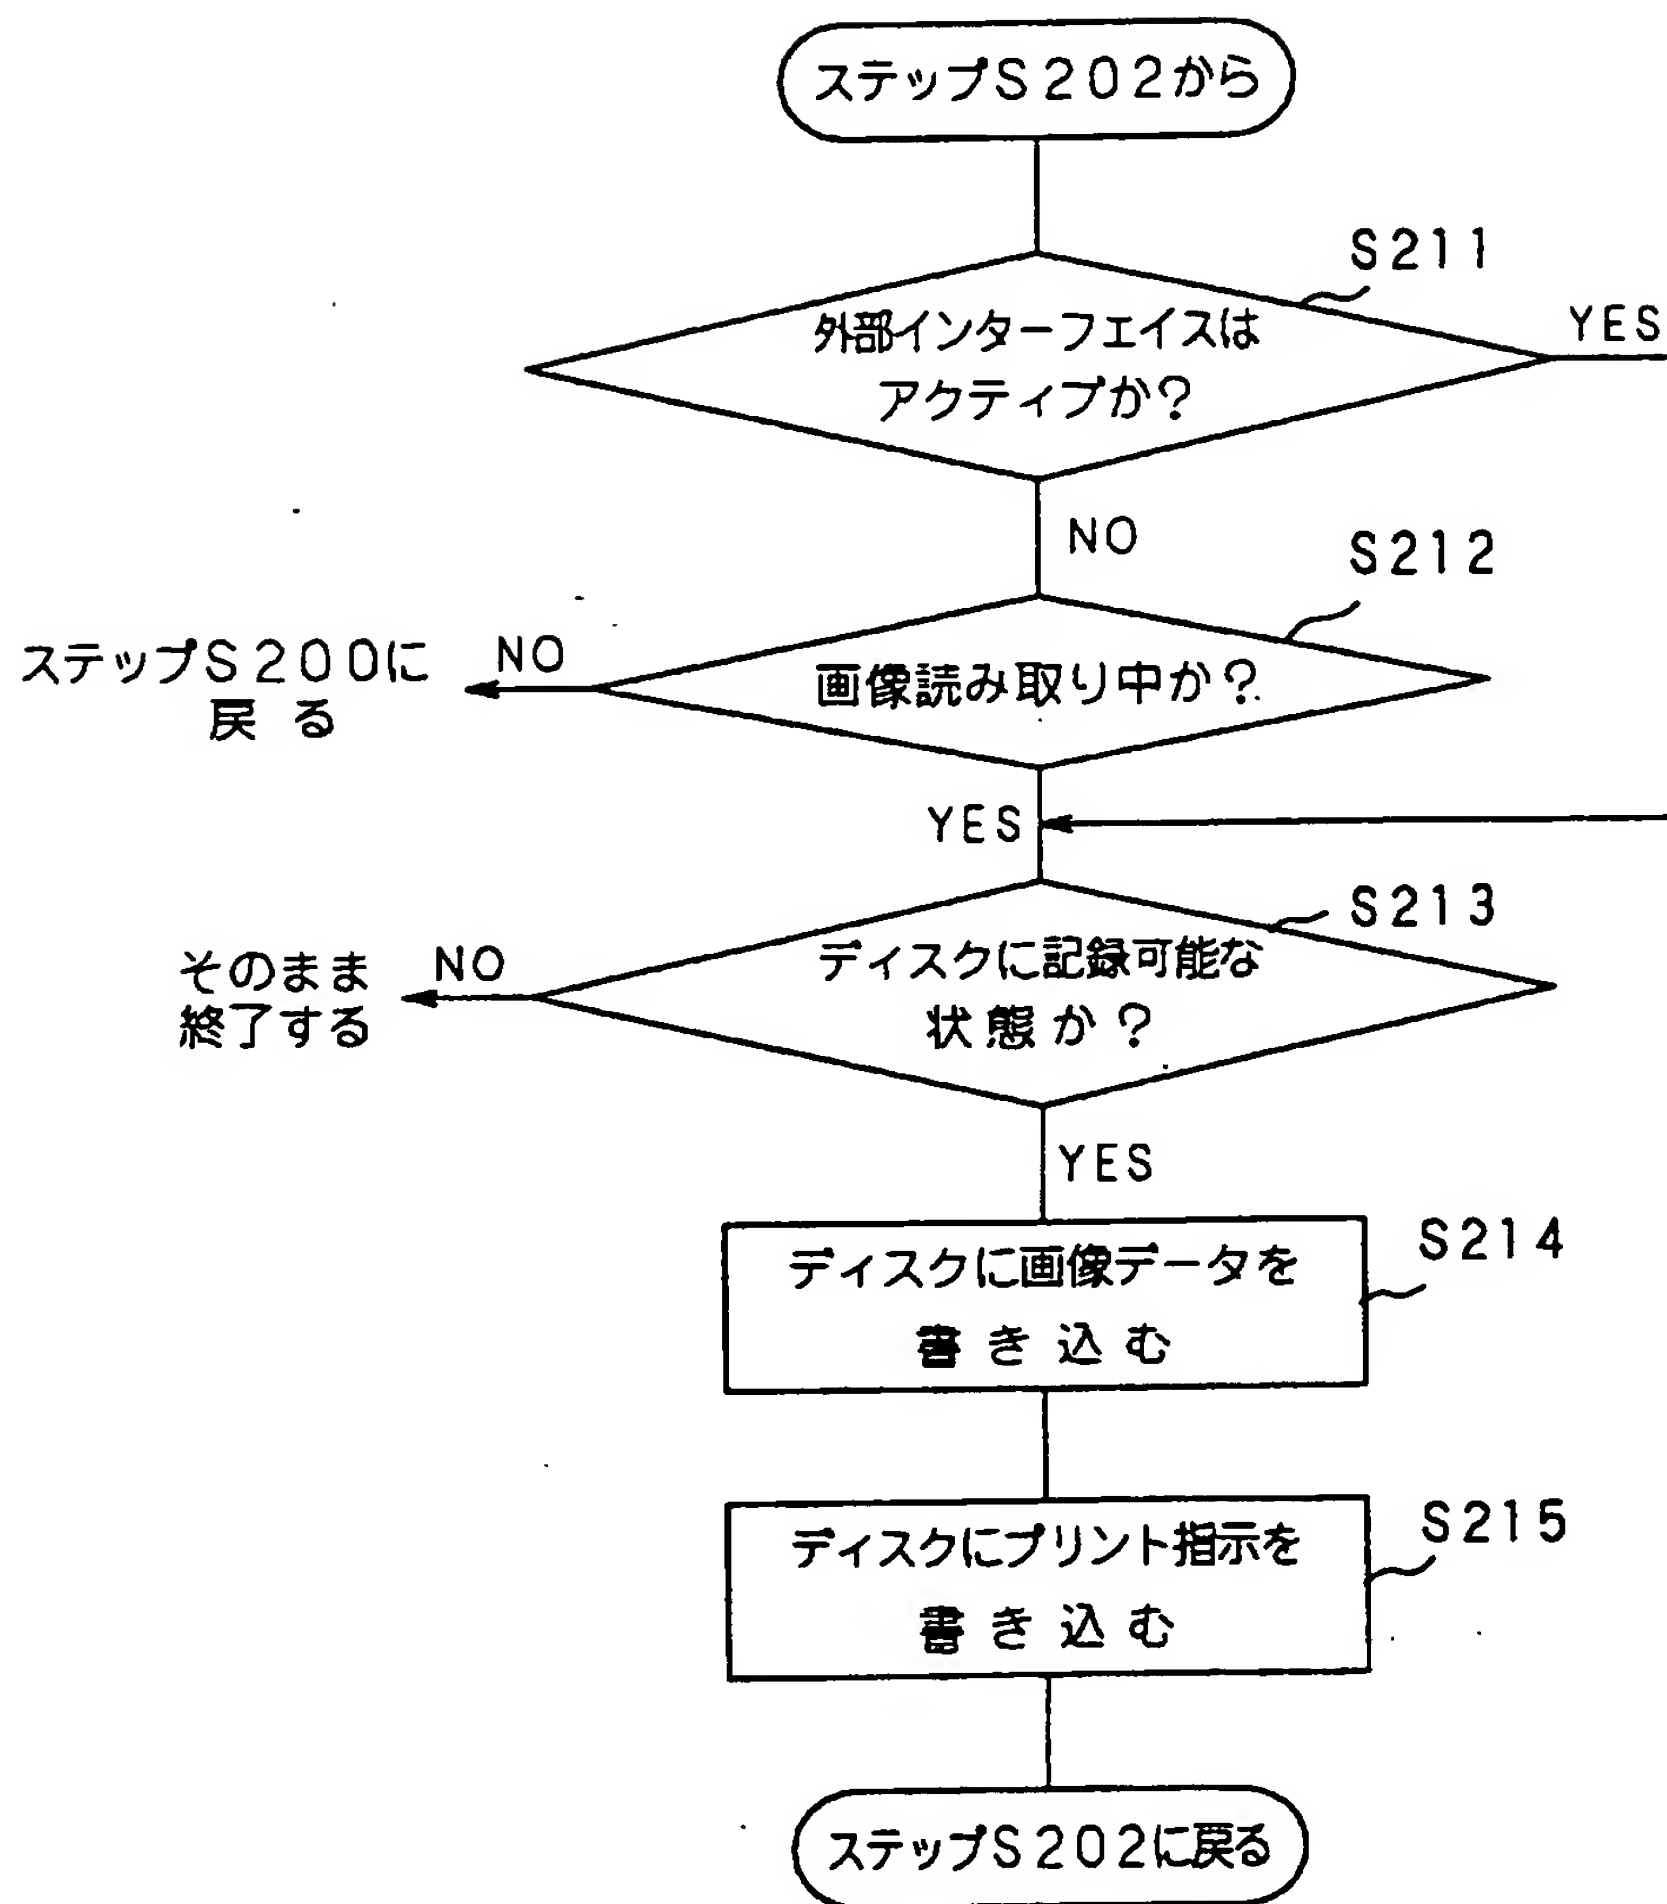 ステップS202から
S211
外部インターフェイスは
アクティブか？
YES
NO
S212
ステップS200に
戻る
NO
画像読み取り中か？
YES
S213
そのまま
終了する
NO
ディスクに記録可能な
状態か？
YES
S214
ディスクに画像データを
書き込む
S215
ディスクにプリント指示を
書き込む
ステップS202に戻る